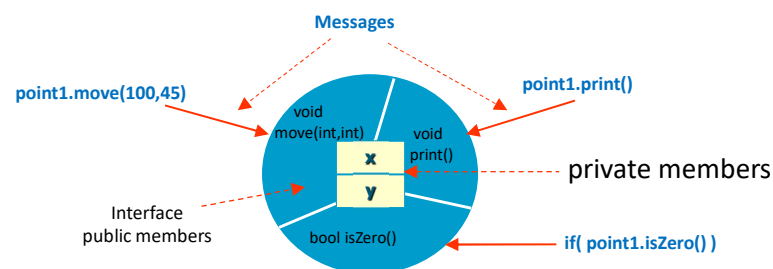 Messages
point1.move(100,45)
point1.print()
void
move(int,int)
void
print()
x
y
private members
Interface
public members
bool isZero()
if( point1.isZero() )